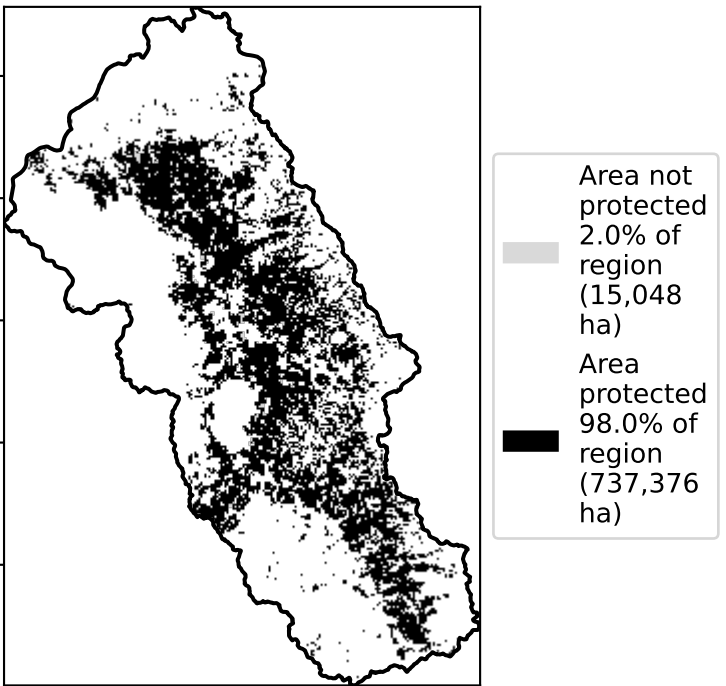 Area not
protected
2.0% of
region
(15,048
ha)
Area
protected
98.0% of
region
(737,376
ha)